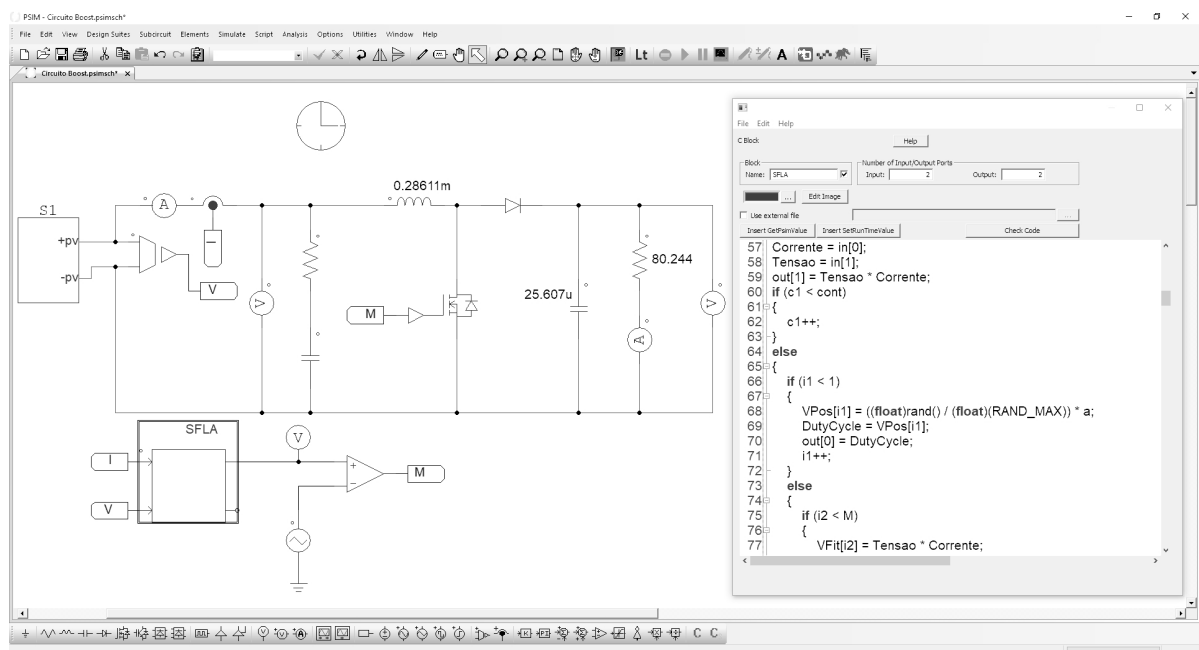 PSIM - Circuito Boost.psimsch*
File Edit View Design Suites Subcircuit Elements Simulate Script Analysis Options Utilities Window Help
Lt
A
Circuito Boost.psimsch* x
S1
+pv
-pv
A
I
V
V
0.28611m
M
25.607u
80.244
A
V
SFLA
I
V
V
M
File Edit Help
C Block
Help
Block
Name: SFLA
Number of Input/Output Ports
Input: 2
Output: 2
...
Edit Image
Use external file
...
Insert GetPsimValue
Insert SetRunTimeValue
Check Code
57 Corrente = in[0];
58 Tensao = in[1];
59 out[1] = Tensao * Corrente;
60 if (c1 < cont)
61 {
62 c1++;
63 }
64 else
65 {
66 if (i1 < 1)
67 {
68 VPos[i1] = ((float)rand() / (float)(RAND_MAX)) * a;
69 DutyCycle = VPos[i1];
70 out[0] = DutyCycle;
71 i1++;
72 }
73 else
74 {
75 if (i2 < M)
76 {
77 VFit[i2] = Tensao * Corrente;
K
PI
C C